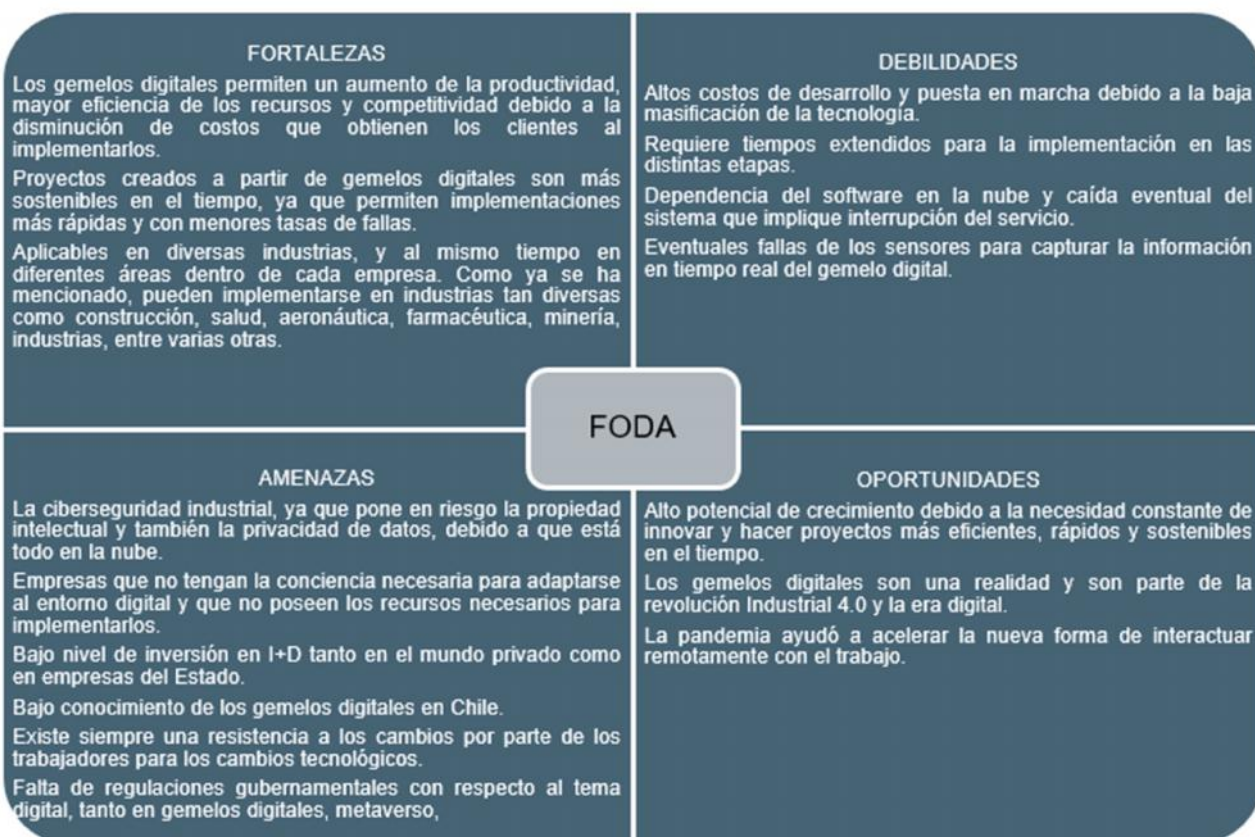 FORTALEZAS
Los gemelos digitales permiten un aumento de la productividad,
mayor eficiencia de los recursos y competitividad debido a la
disminución de costos que obtienen los clientes al
implementarlos.
Proyectos creados a partir de gemelos digitales son más
sostenibles en el tiempo, ya que permiten implementaciones
más rápidas y con menores tasas de fallas.
Aplicables en diversas industrias, y al mismo tiempo en
diferentes áreas dentro de cada empresa. Como ya se ha
mencionado, pueden implementarse en industrias tan diversas
como construcción, salud, aeronáutica, farmacéutica, minería,
industrias, entre varias otras.
DEBILIDADES
Altos costos de desarrollo y puesta en marcha debido a la baja
masificación de la tecnología.
Requiere tiempos extendidos para la implementación en las
distintas etapas.
Dependencia del software en la nube y caída eventual del
sistema que implique interrupción del servicio.
Eventuales fallas de los sensores para capturar la información
en tiempo real del gemelo digital.
FODA
AMENAZAS
La ciberseguridad industrial, ya que pone en riesgo la propiedad
intelectual y también la privacidad de datos, debido a que está
todo en la nube.
Empresas que no tengan la conciencia necesaria para adaptarse
al entorno digital y que no poseen los recursos necesarios para
implementarlos.
Bajo nivel de inversión en I+D tanto en el mundo privado como
en empresas del Estado.
Bajo conocimiento de los gemelos digitales en Chile.
Existe siempre una resistencia a los cambios por parte de los
trabajadores para los cambios tecnológicos.
Falta de regulaciones gubernamentales con respecto al tema
digital, tanto en gemelos digitales, metaverso,
OPORTUNIDADES
Alto potencial de crecimiento debido a la necesidad constante de
innovar y hacer proyectos más eficientes, rápidos y sostenibles
en el tiempo.
Los gemelos digitales son una realidad y son parte de la
revolución Industrial 4.0 y la era digital.
La pandemia ayudó a acelerar la nueva forma de interactuar
remotamente con el trabajo.